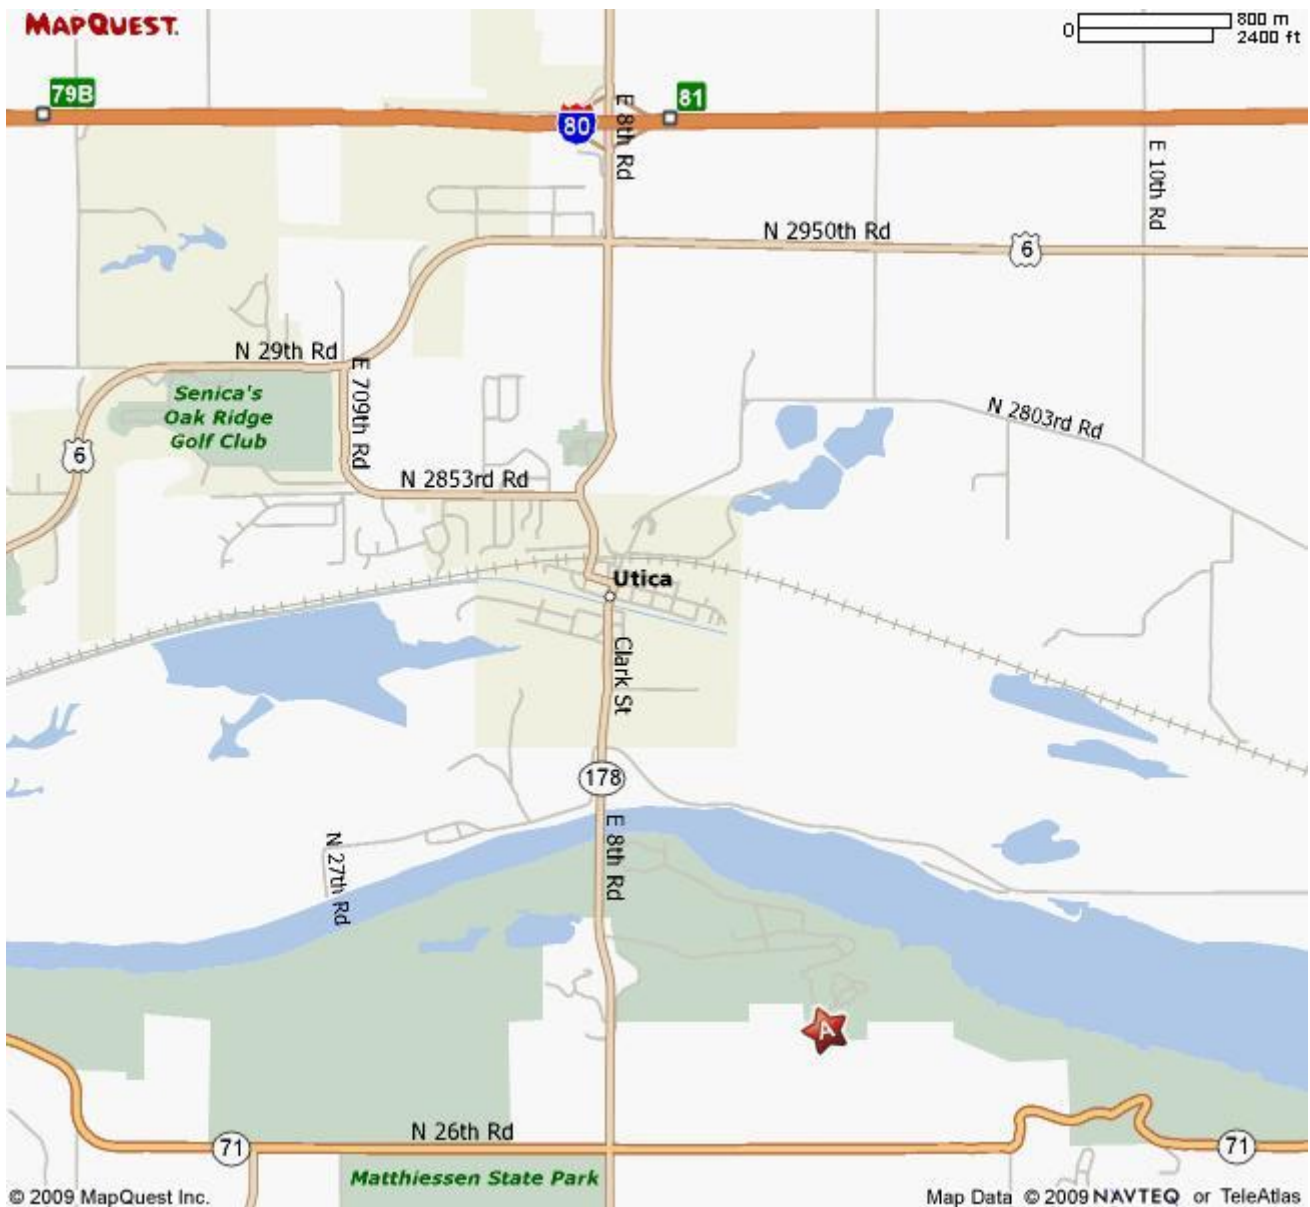 MAPQUEST.
0
800 m
2400 ft
79B
81
80
E 8th Rd
E 10th Rd
N 2950th Rd
6
N 29th Rd
E 709th Rd
Senica's
Oak Ridge
Golf Club
6
N 2803rd Rd
N 2853rd Rd
Utica
Clark St
178
E 8th Rd
N 27th Rd
A
N 26th Rd
71
71
Matthiessen State Park
© 2009 MapQuest Inc.
Map Data © 2009 NAVTEQ or TeleAtlas